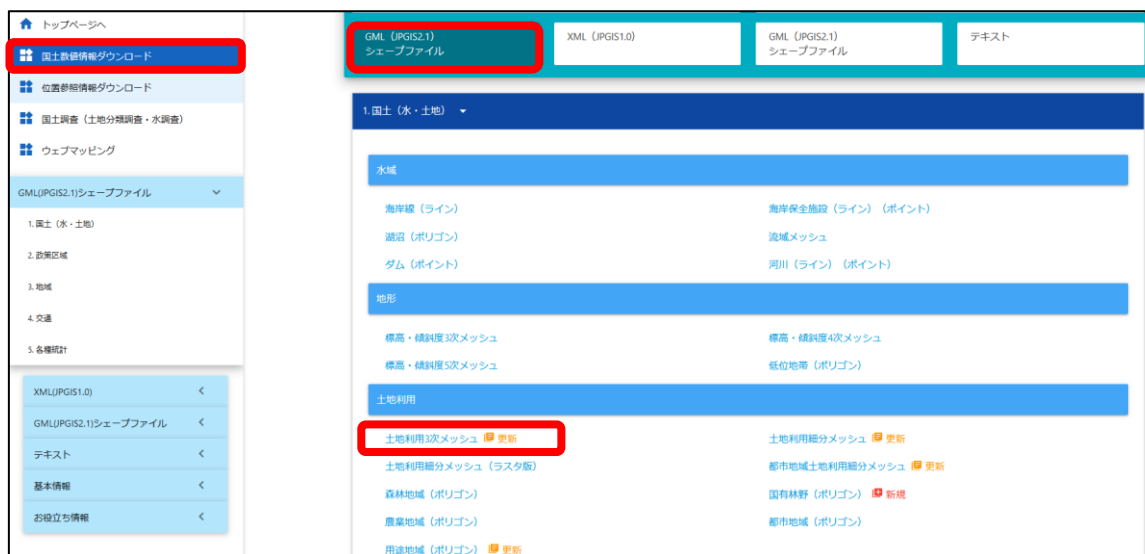 トップページへ
国土数値情報ダウンロード
位置参照情報ダウンロード
国土調査（土地分類調査・水調査）
ウェブマッピング
GML(JPGIS2.1)シェープファイル
1. 国土（水・土地）
2. 政策区域
3. 地域
4. 交通
5. 各種統計
XML(JPGIS1.0)
GML(JPGIS2.1)シェープファイル
テキスト
基本情報
お役立ち情報
GML（JPGIS2.1）
シェープファイル
XML（JPGIS1.0）
GML（JPGIS2.1）
シェープファイル
テキスト
1. 国土（水・土地）
水域
海岸線（ライン）
海岸保全施設（ライン）（ポイント）
湖沼（ポリゴン）
流域メッシュ
ダム（ポイント）
河川（ライン）（ポイント）
地形
標高・傾斜度3次メッシュ
標高・傾斜度4次メッシュ
標高・傾斜度5次メッシュ
低位地帯（ポリゴン）
土地利用
土地利用3次メッシュ 更新
土地利用細分メッシュ 更新
土地利用細分メッシュ（ラスタ版）
都市地域土地利用細分メッシュ 更新
森林地域（ポリゴン）
国有林野（ポリゴン） 新規
農業地域（ポリゴン）
都市地域（ポリゴン）
用途地域（ポリゴン） 更新